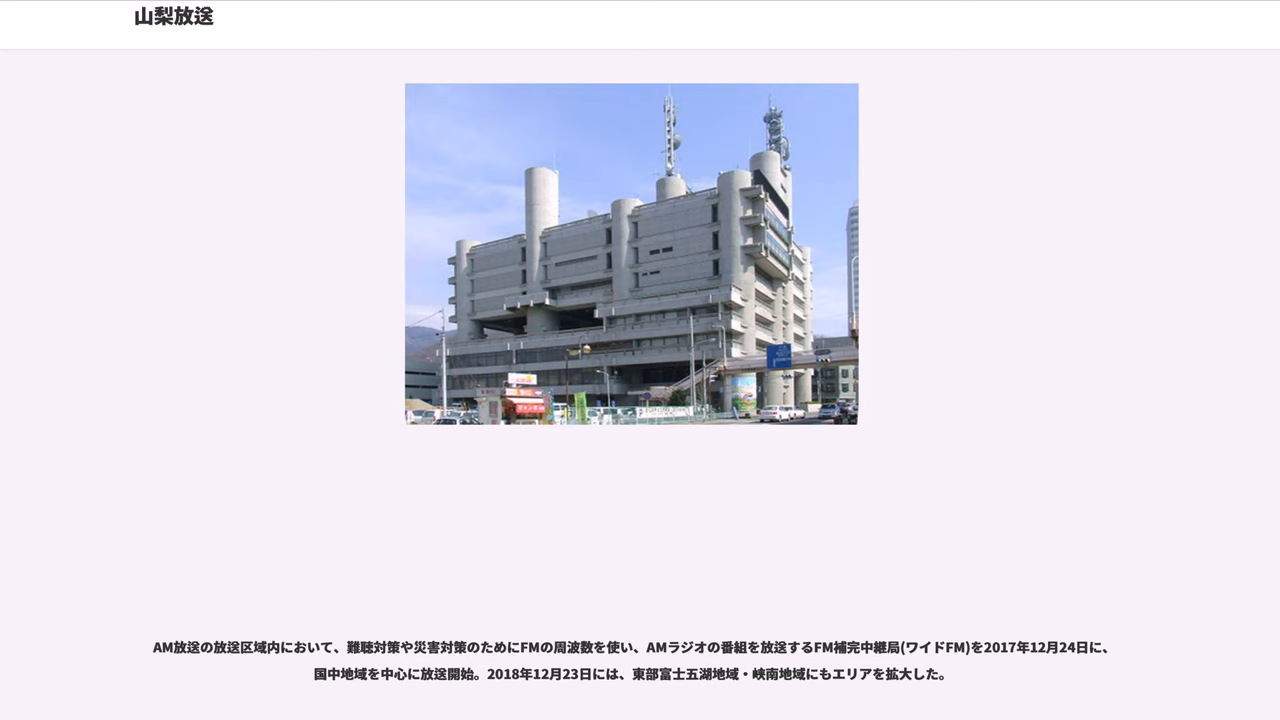 山梨放送
AM放送の放送区域内において、難聴対策や災害対策のためにFMの周波数を使い、AMラジオの番組を放送するFM補完中継局(ワイドFM)を2017年12月24日に、
国中地域を中心に放送開始。2018年12月23日には、東部富士五湖地域・峡南地域にもエリアを拡大した。